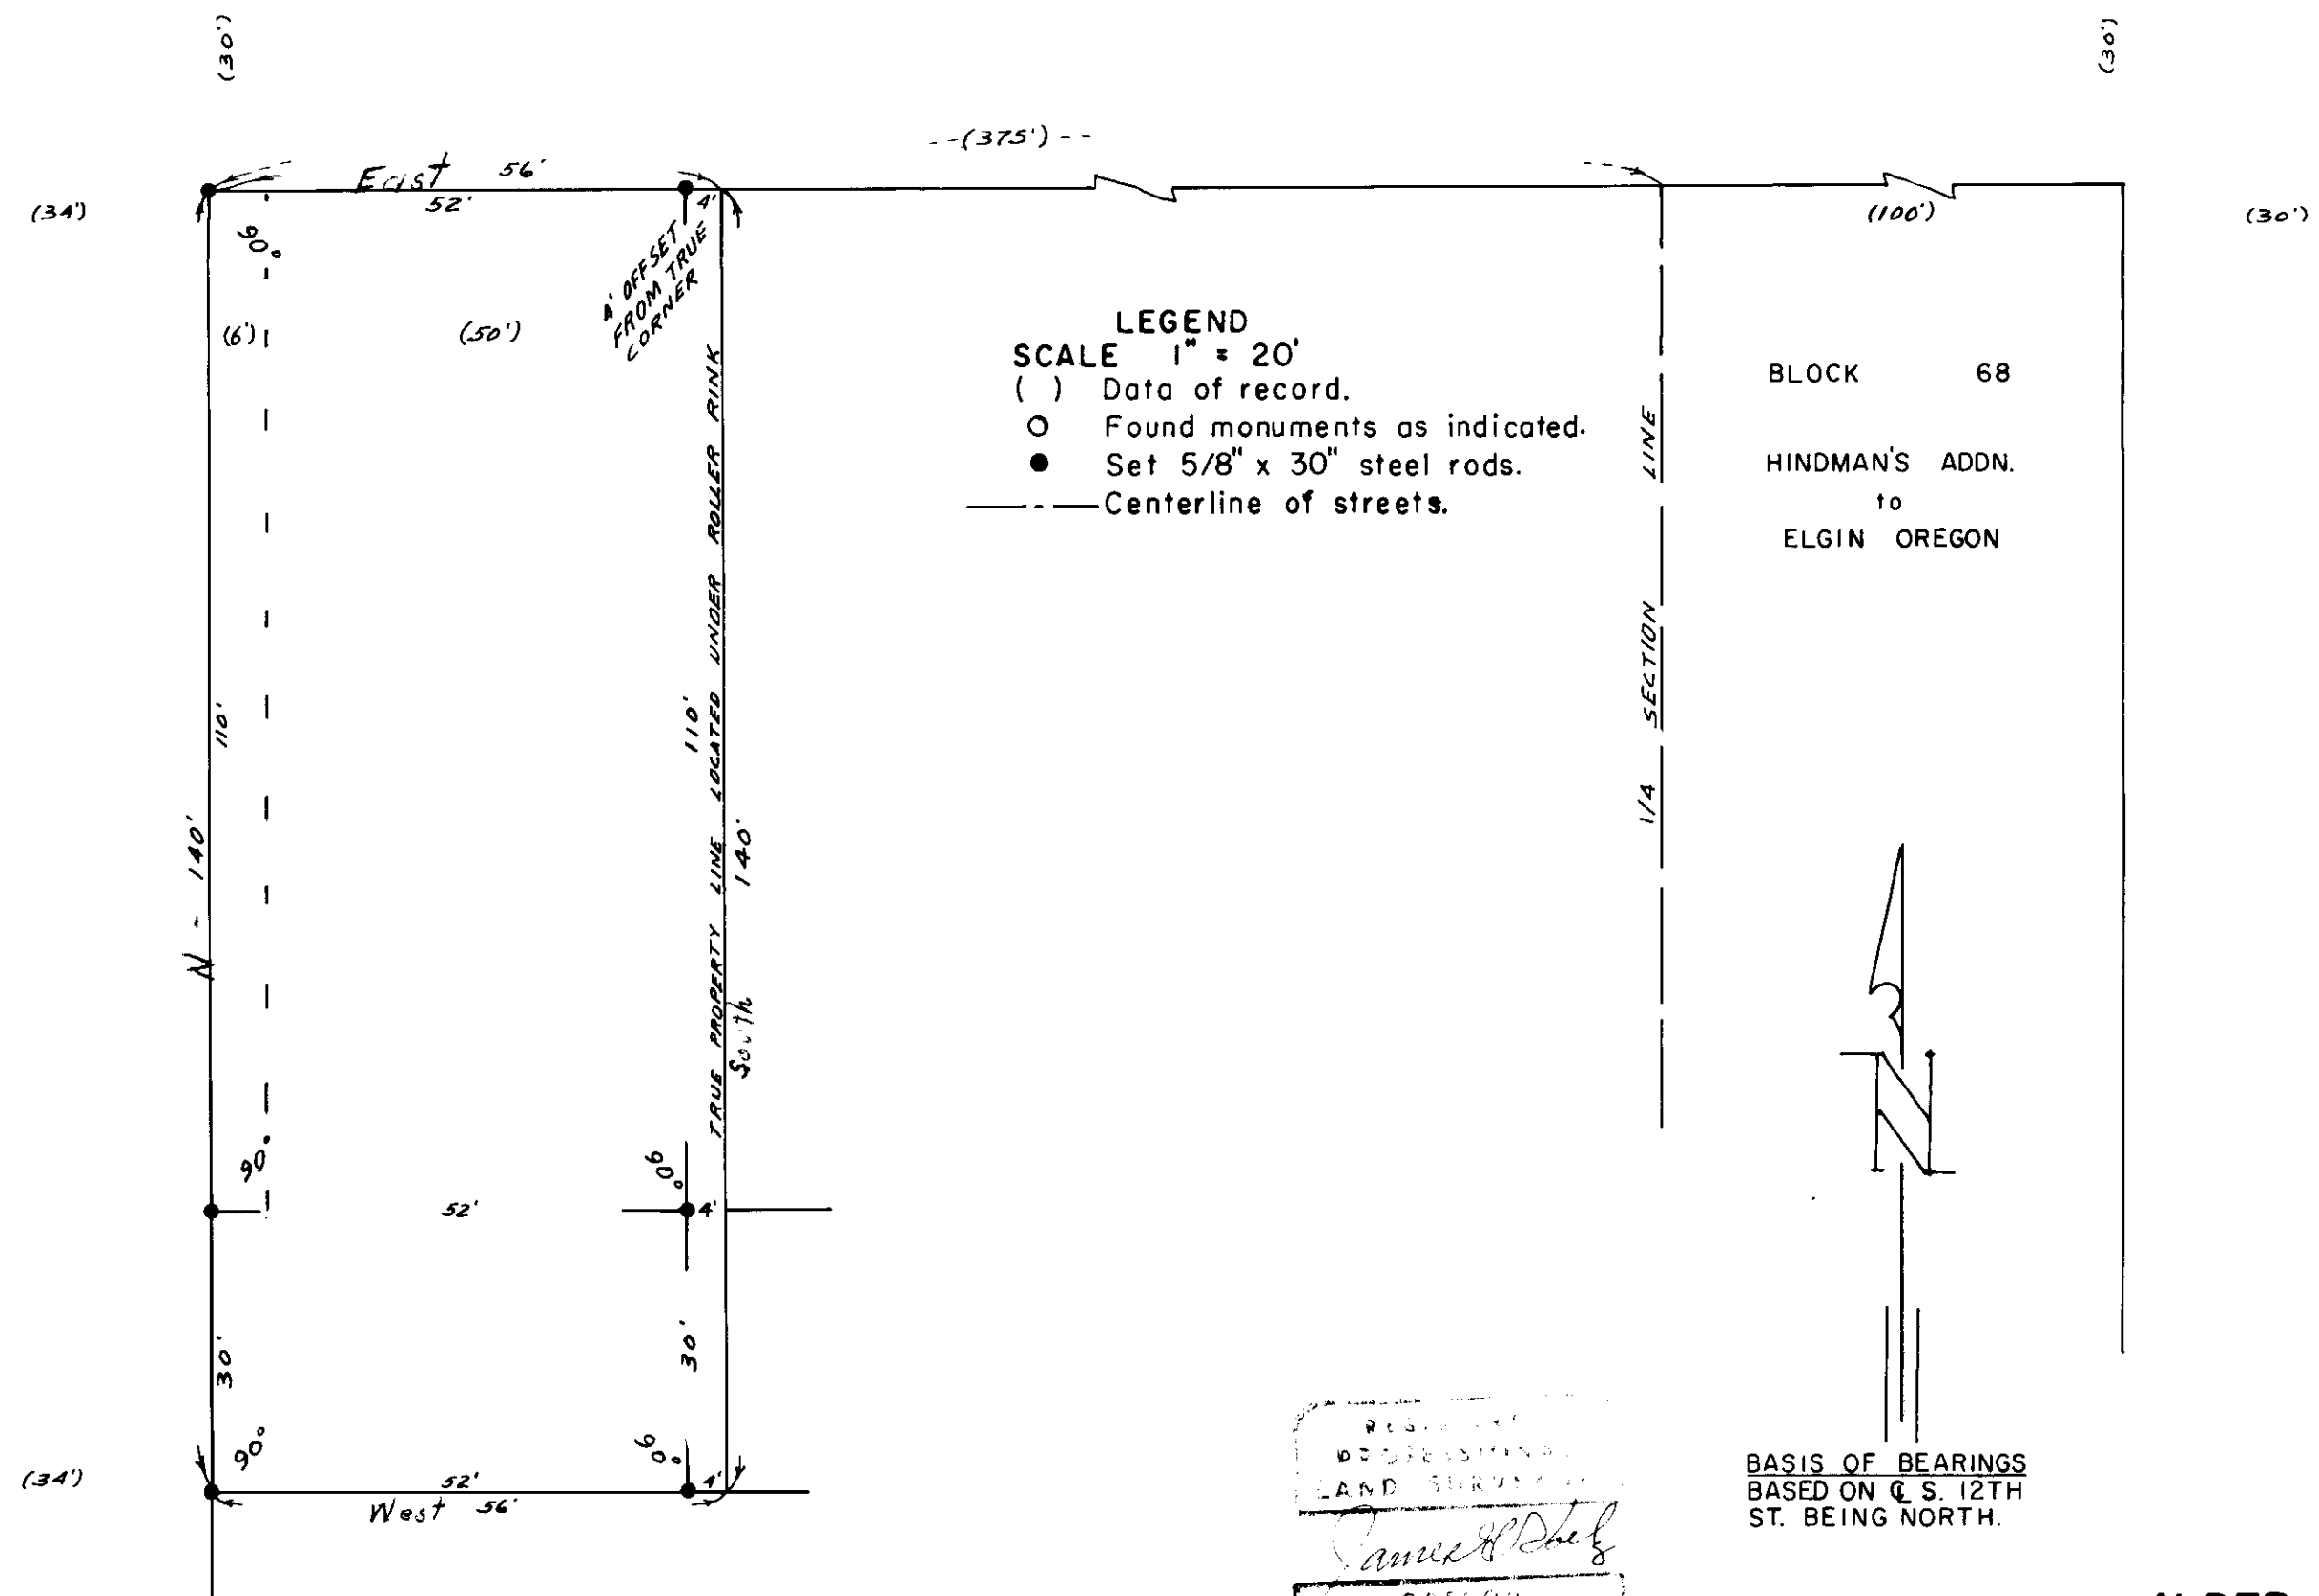 (30')
(30')
--(375')--
East 56'
(34')
52'
4'
(100')
(30')
90°
4' OFFSET
FROM TRUE
CORNER
(6')
(50')
LEGEND
SCALE 1" = 20'
( ) Data of record.
Found monuments as indicated.
Set 5/8" x 30" steel rods.
Centerline of streets.
BLOCK 68
HINDMAN'S ADDN.
to
ELGIN OREGON
1/4 SECTION LINE
110'
110'
TRUE PROPERTY LINE LOCATED UNDER ROLLER RINK
N - 140'
140'
South
N
90°
90°
52'
4'
30'
30'
90°
90°
(34')
52'
4'
West 56'
PROFESSIONAL
LAND SURVEYOR
BASIS OF BEARINGS
BASED ON ℄ S. 12TH
ST. BEING NORTH.